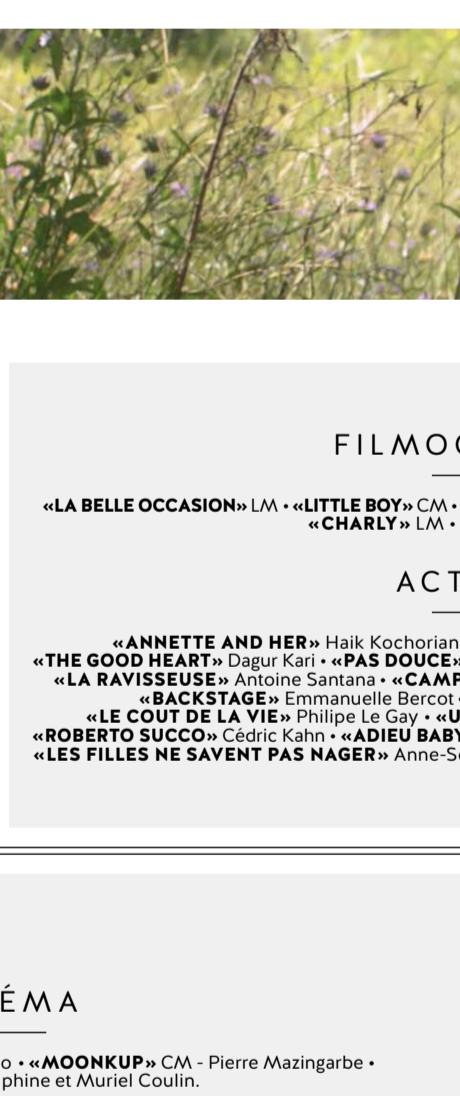 FILMO
«LA BELLE OCCASION» LM • «LITTLE BOY» CM •
«CHARLY» LM •
ACT
«ANNETTE AND HER» Haik Kochorian
«THE GOOD HEART» Dagur Kari • «PAS DOUCE»
«LA RAVISSEUSE» Antoine Santana • «CAMP
«BACKSTAGE» Emmanuelle Bercot •
«LE COUT DE LA VIE» Philipe Le Gay • «U
«ROBERTO SUCCO» Cédric Kahn • «ADIEU BABY
«LES FILLES NE SAVENT PAS NAGER» Anne-S
ÉMA
o • «MOONKUP» CM - Pierre Mazingarbe •
phine et Muriel Coulin.